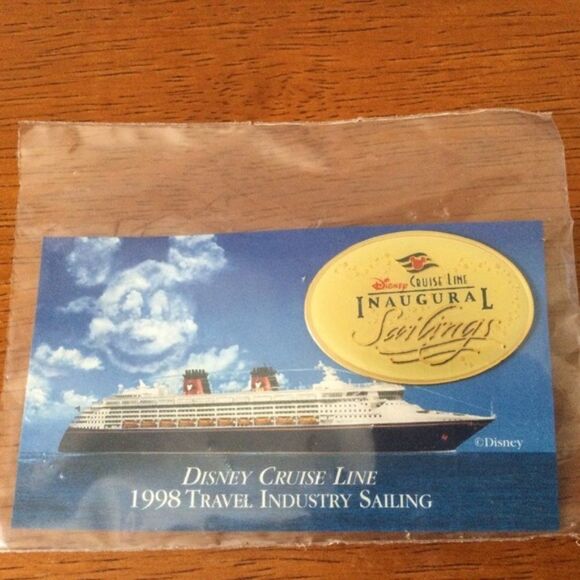 Disney CRUISE LINE
INAUGURAL
Sailings
©Disney
DISNEY CRUISE LINE
1998 TRAVEL INDUSTRY SAILING